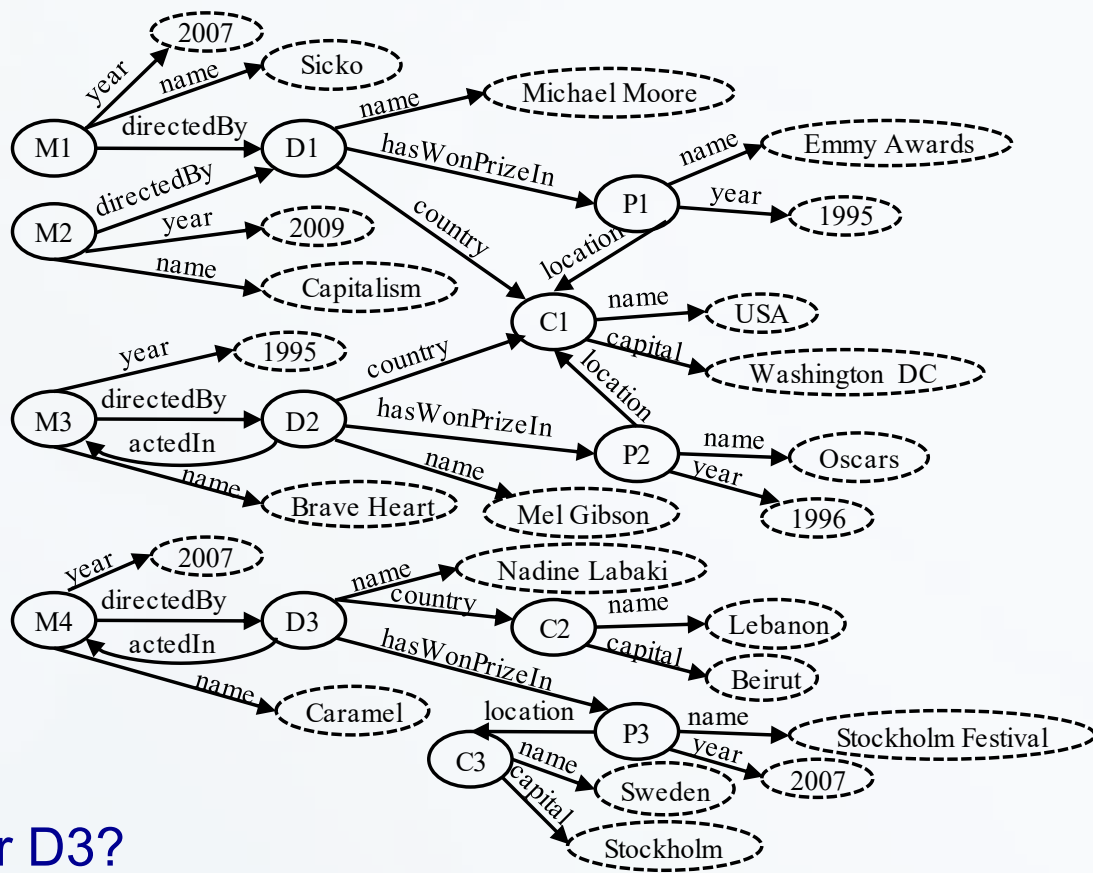 2007
year
name
Sicko
M1
directedBy
D1
name
Michael Moore
hasWonPrizeIn
P1
name
Emmy Awards
year
1995
M2
directedBy
year
2009
name
Capitalism
country
location
C1
name
USA
capital
Washington DC
year
1995
country
location
M3
directedBy
D2
actedIn
hasWonPrizeIn
P2
name
Oscars
year
1996
name
Brave Heart
name
Mel Gibson
year
2007
M4
directedBy
D3
actedIn
name
Nadine Labaki
country
C2
name
Lebanon
capital
Beirut
hasWonPrizeIn
name
Caramel
location
P3
name
Stockholm Festival
year
2007
C3
name
Sweden
capital
Stockholm
r D3?